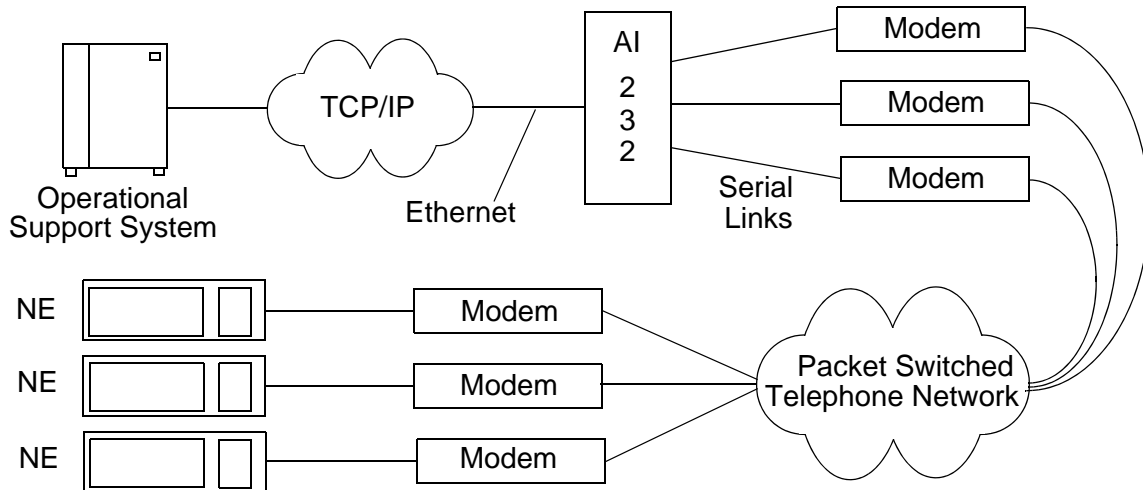 AI
2
3
2
Modem
Modem
Modem
TCP/IP
Operational
Support System
Ethernet
Serial
Links
NE
Modem
NE
Modem
NE
Modem
Packet Switched
Telephone Network